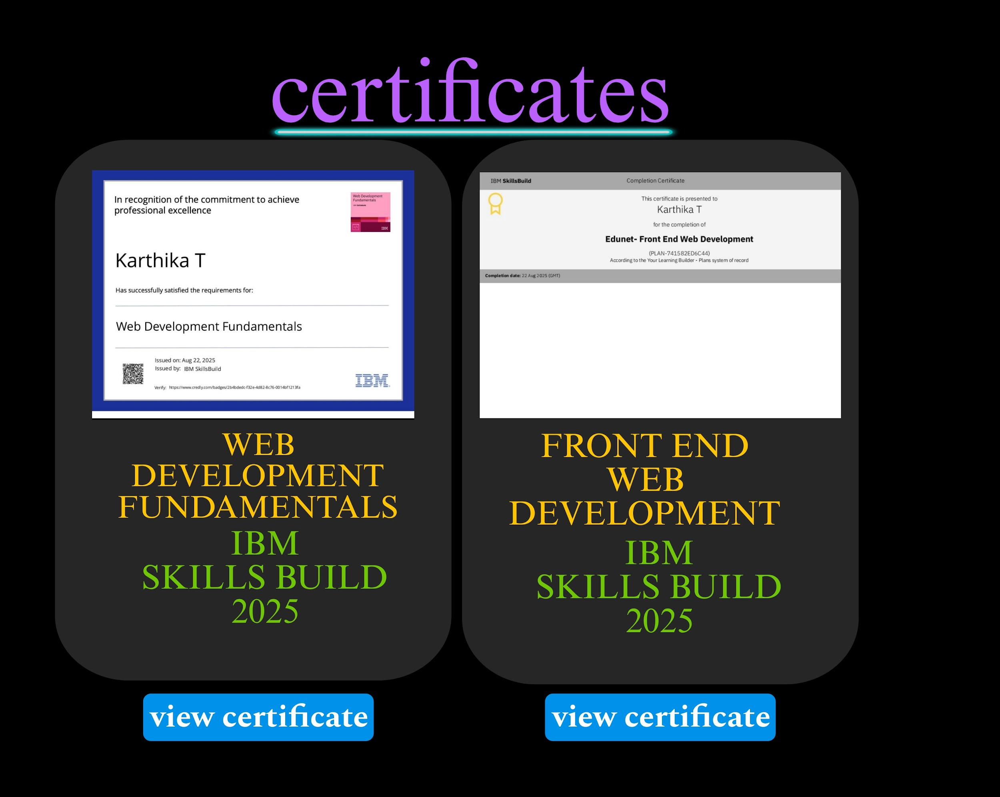 certificates
In recognition of the commitment to achieve
professional excellence
Web Development
Fundamentals
IBM SkillsBuild
IBM
Karthika T
Has successfully satisfied the requirements for:
Web Development Fundamentals
Issued on: Aug 22, 2025
Issued by: IBM SkillsBuild
Verify: https://www.credly.com/badges/2b4bdedc-f32e-4d82-8c76-0014bf1213fa
IBM
WEB
DEVELOPMENT
FUNDAMENTALS
IBM
SKILLS BUILD
2025
view certificate
IBM SkillsBuild Completion Certificate
This certificate is presented to
Karthika T
for the completion of
Edunet- Front End Web Development
(PLAN-741582ED6C44)
According to the Your Learning Builder - Plans system of record
Completion date: 22 Aug 2025 (GMT)
FRONT END
WEB
DEVELOPMENT
IBM
SKILLS BUILD
2025
view certificate